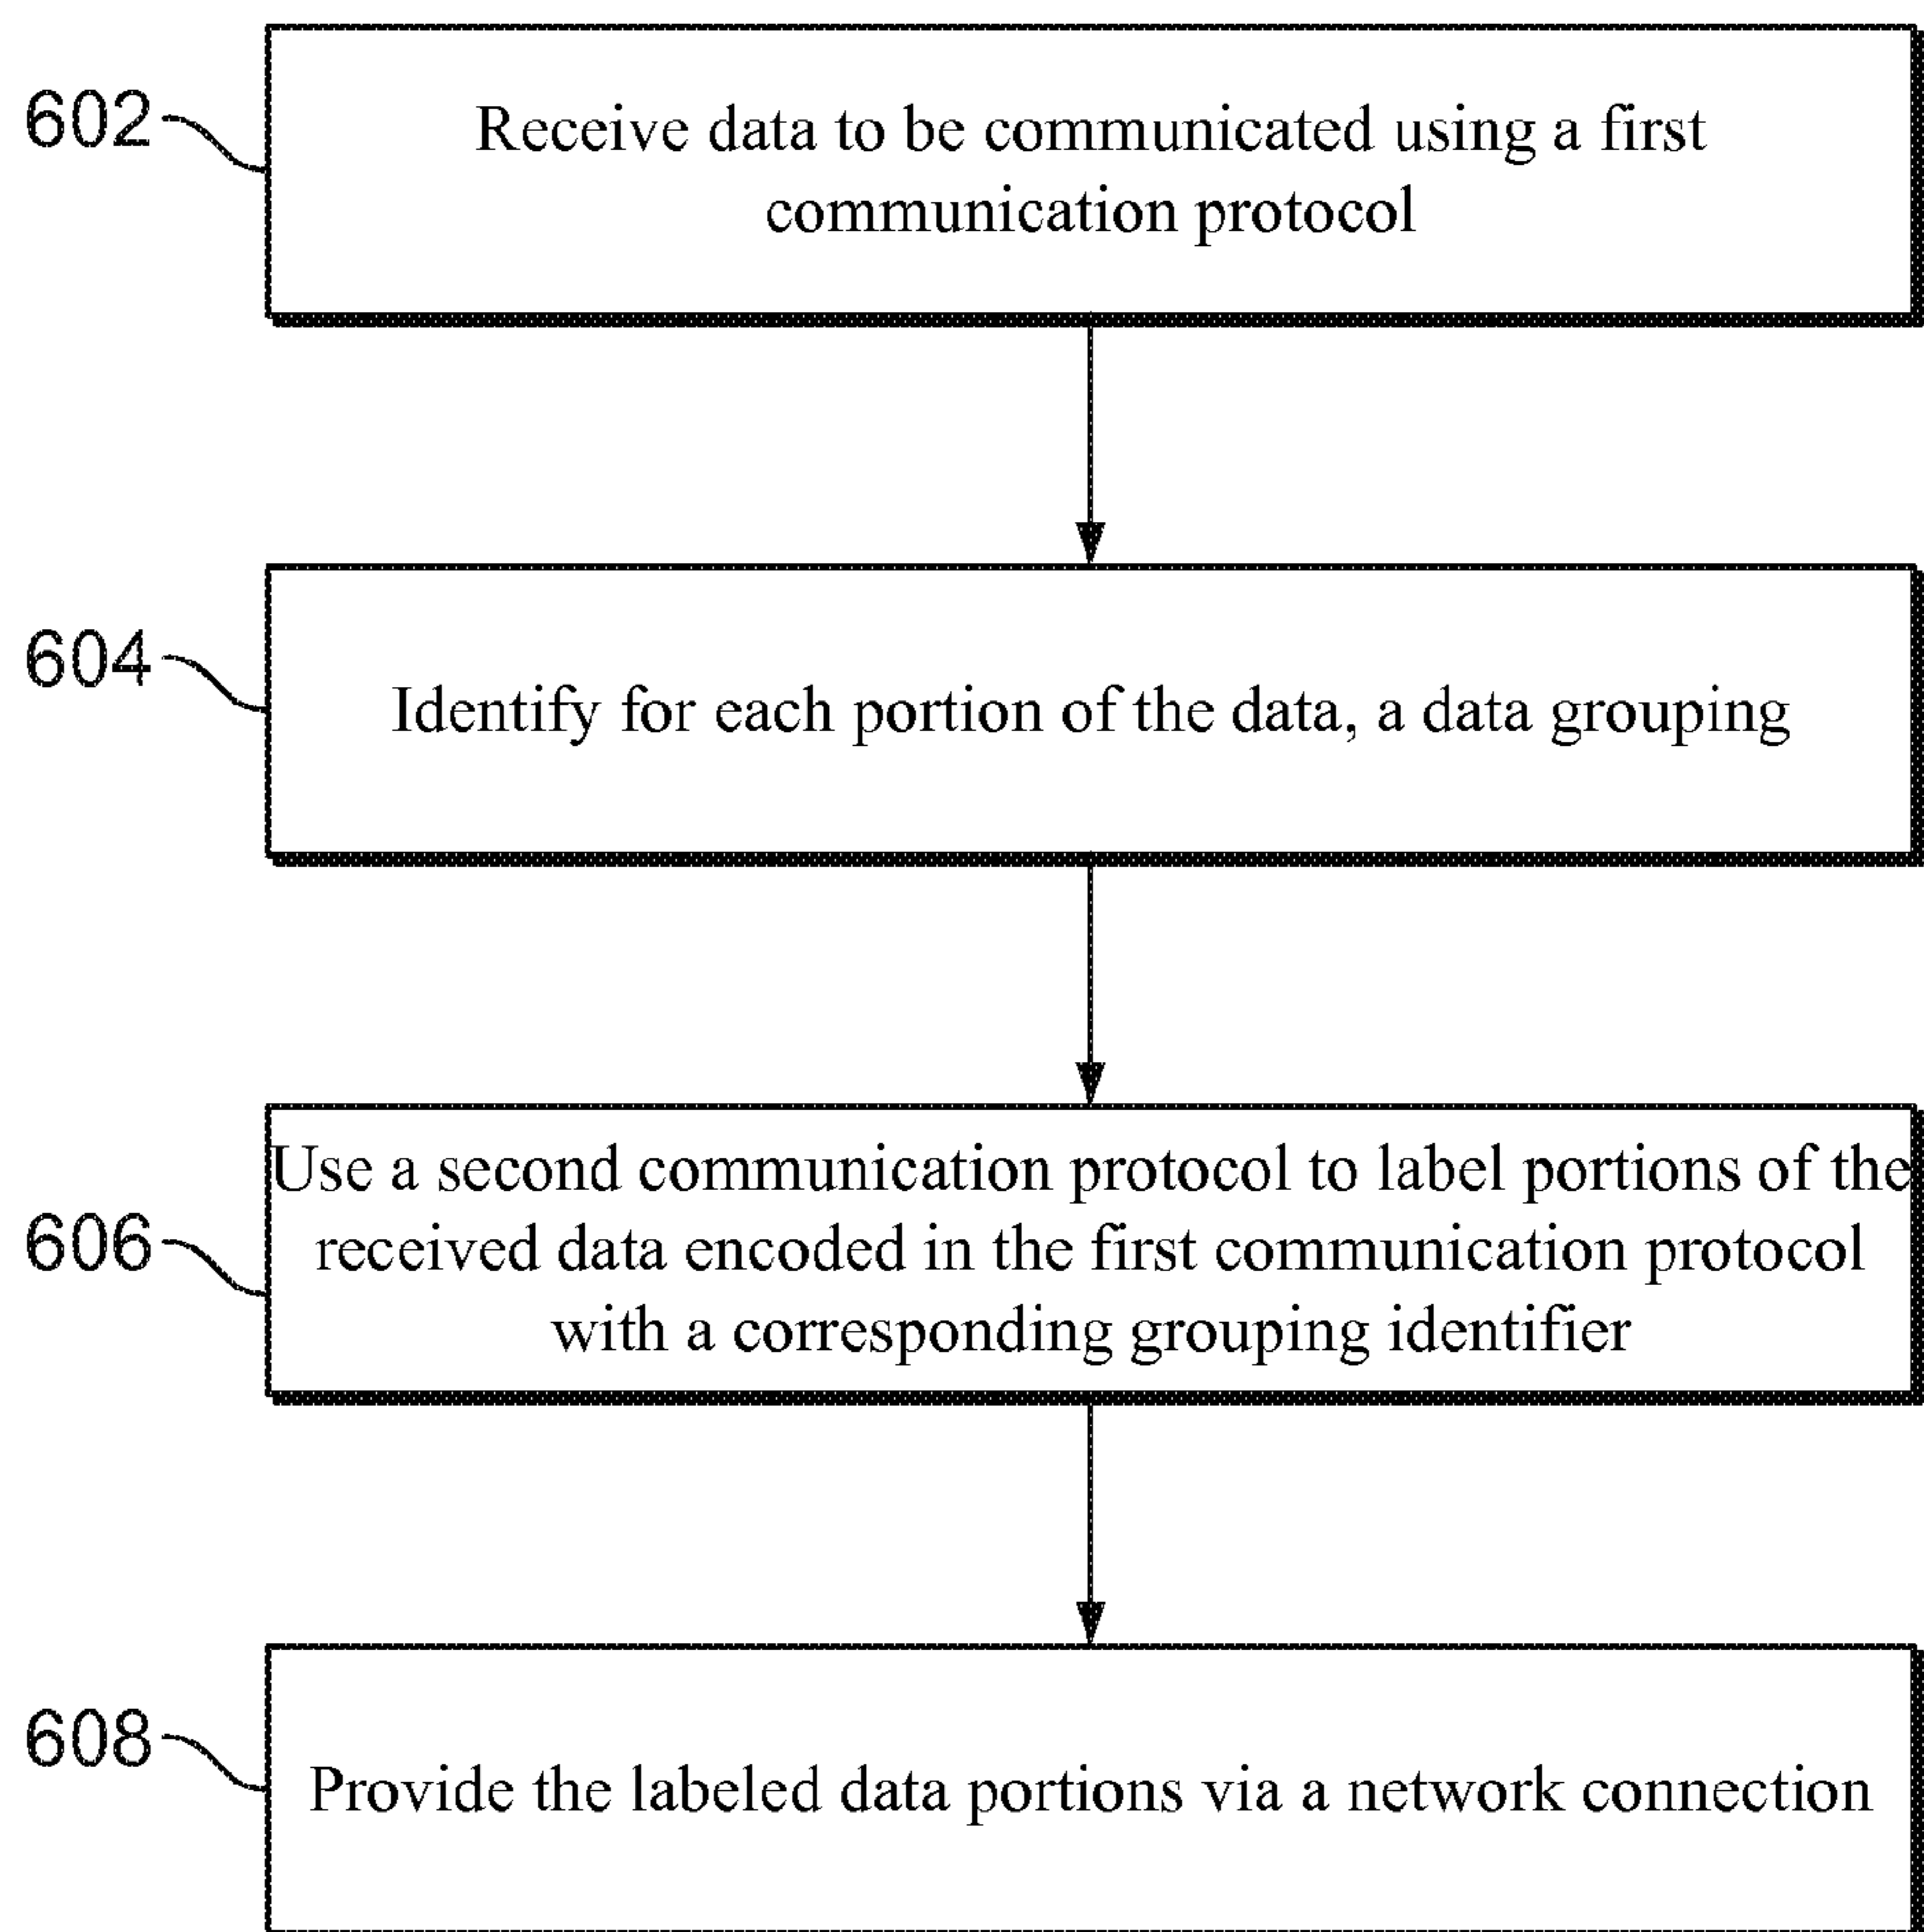 602
Receive data to be communicated using a first
communication protocol
604
Identify for each portion of the data, a data grouping
606
Use a second communication protocol to label portions of the
received data encoded in the first communication protocol
with a corresponding grouping identifier
608
Provide the labeled data portions via a network connection